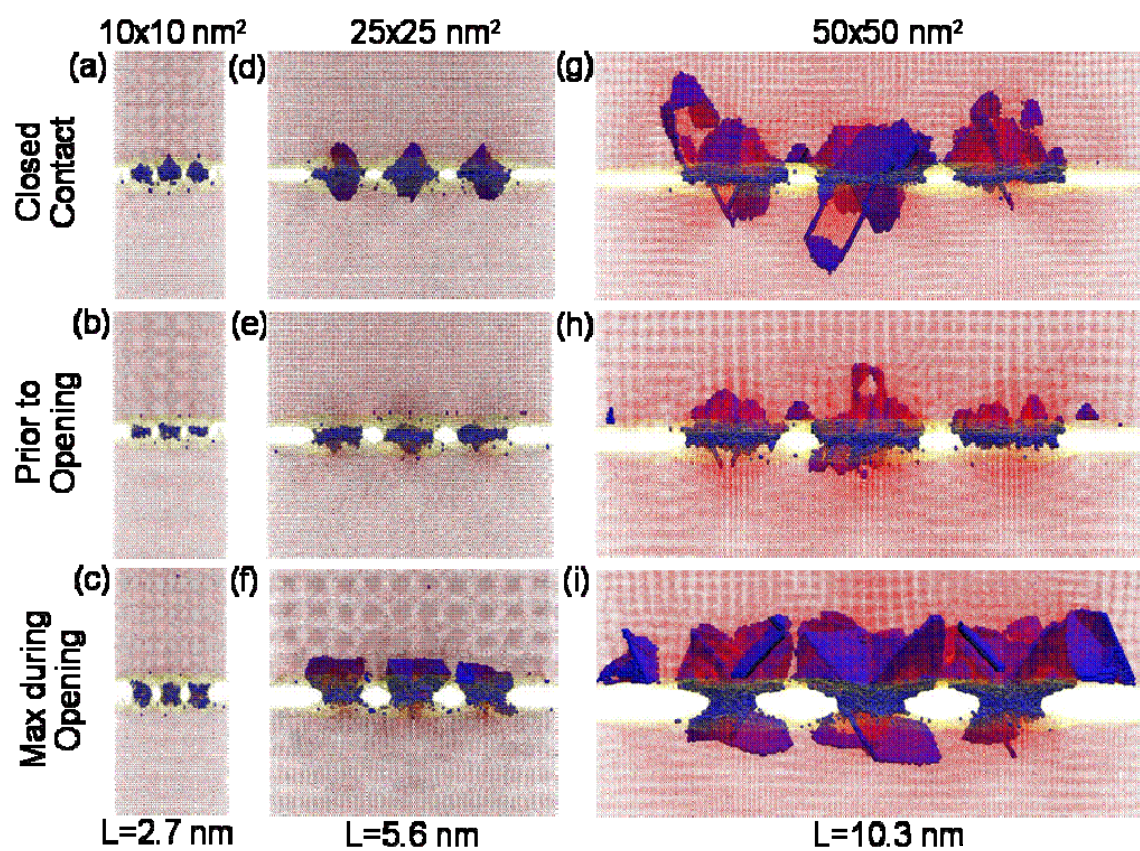 10x10 nm²
25x25 nm²
50x50 nm²
(a)
(d)
(g)
Closed
Contact
(b)
(e)
(h)
Prior to
Opening
(c)
(f)
(i)
Max during
Opening
L=2.7 nm
L=5.6 nm
L=10.3 nm